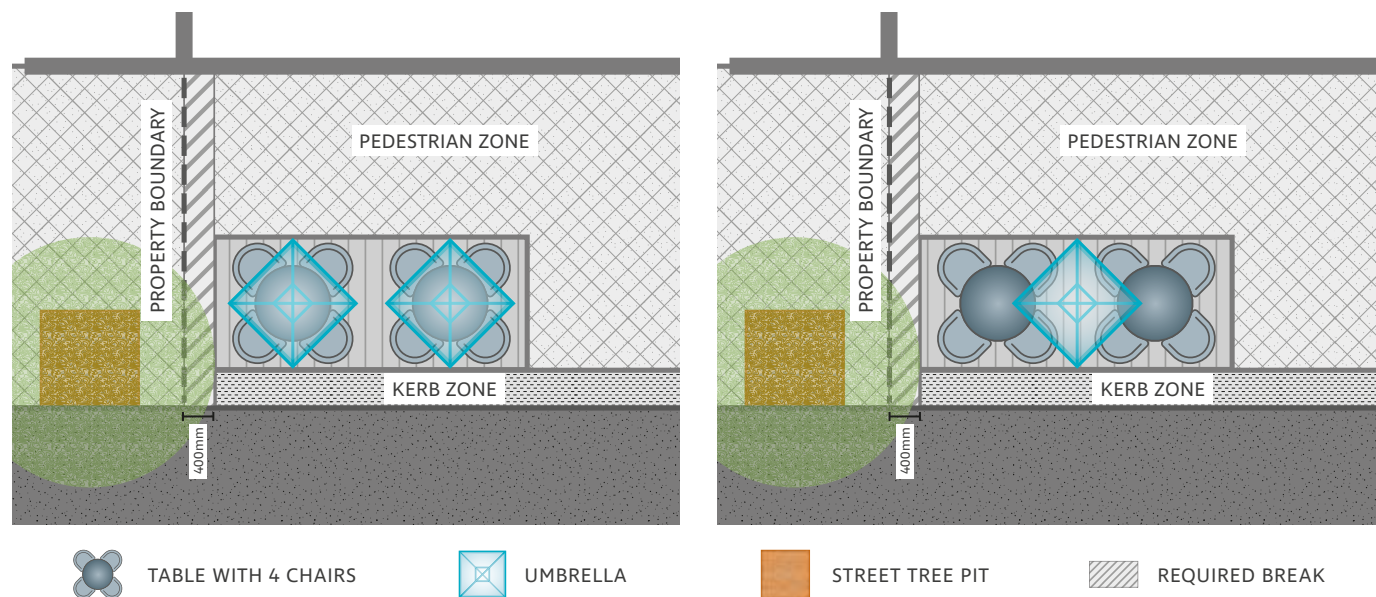 PROPERTY BOUNDARY
PEDESTRIAN ZONE
KERB ZONE
400mm
PROPERTY BOUNDARY
PEDESTRIAN ZONE
KERB ZONE
400mm
TABLE WITH 4 CHAIRS
UMBRELLA
STREET TREE PIT
REQUIRED BREAK